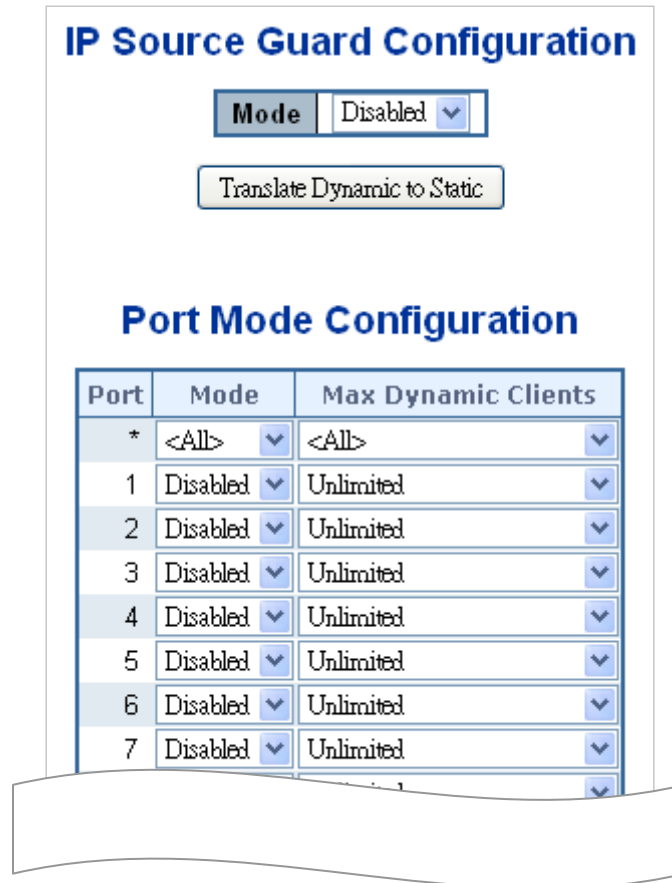 IP Source Guard Configuration
Mode Disabled
Translate Dynamic to Static
Port Mode Configuration
Port Mode Max Dynamic Clients
* <All> <All>
1 Disabled Unlimited
2 Disabled Unlimited
3 Disabled Unlimited
4 Disabled Unlimited
5 Disabled Unlimited
6 Disabled Unlimited
7 Disabled Unlimited